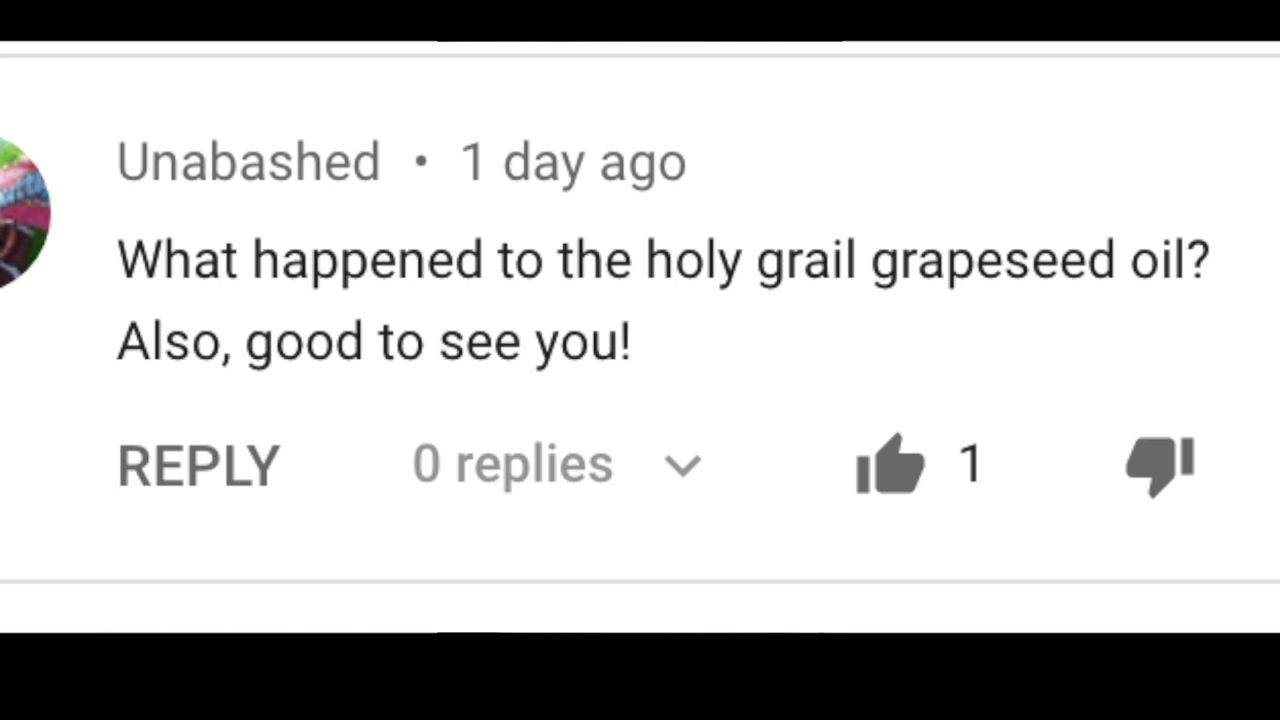 Unabashed • 1 day ago
What happened to the holy grail grapeseed oil?
Also, good to see you!
REPLY 0 replies 1